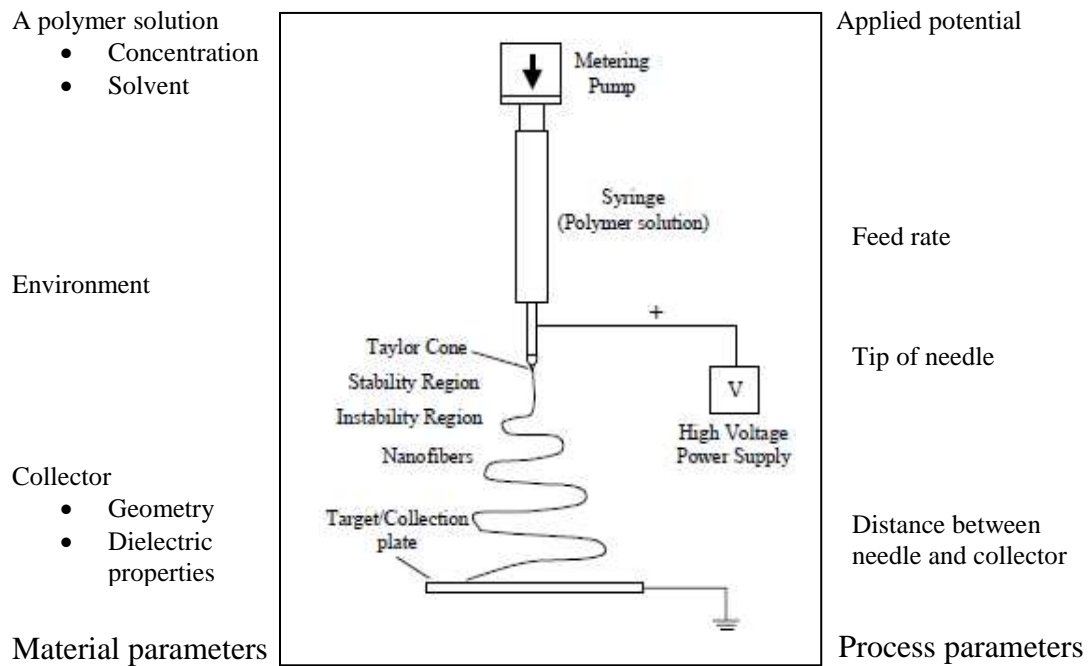 A polymer solution
• Concentration
• Solvent
Environment
Collector
• Geometry
• Dielectric
properties
Material parameters
Metering
Pump
Syringe
(Polymer solution)
+
Taylor Cone
Stability Region
Instability Region
Nanofibers
Target/Collection
plate
V
High Voltage
Power Supply
Applied potential
Feed rate
Tip of needle
Distance between
needle and collector
Process parameters